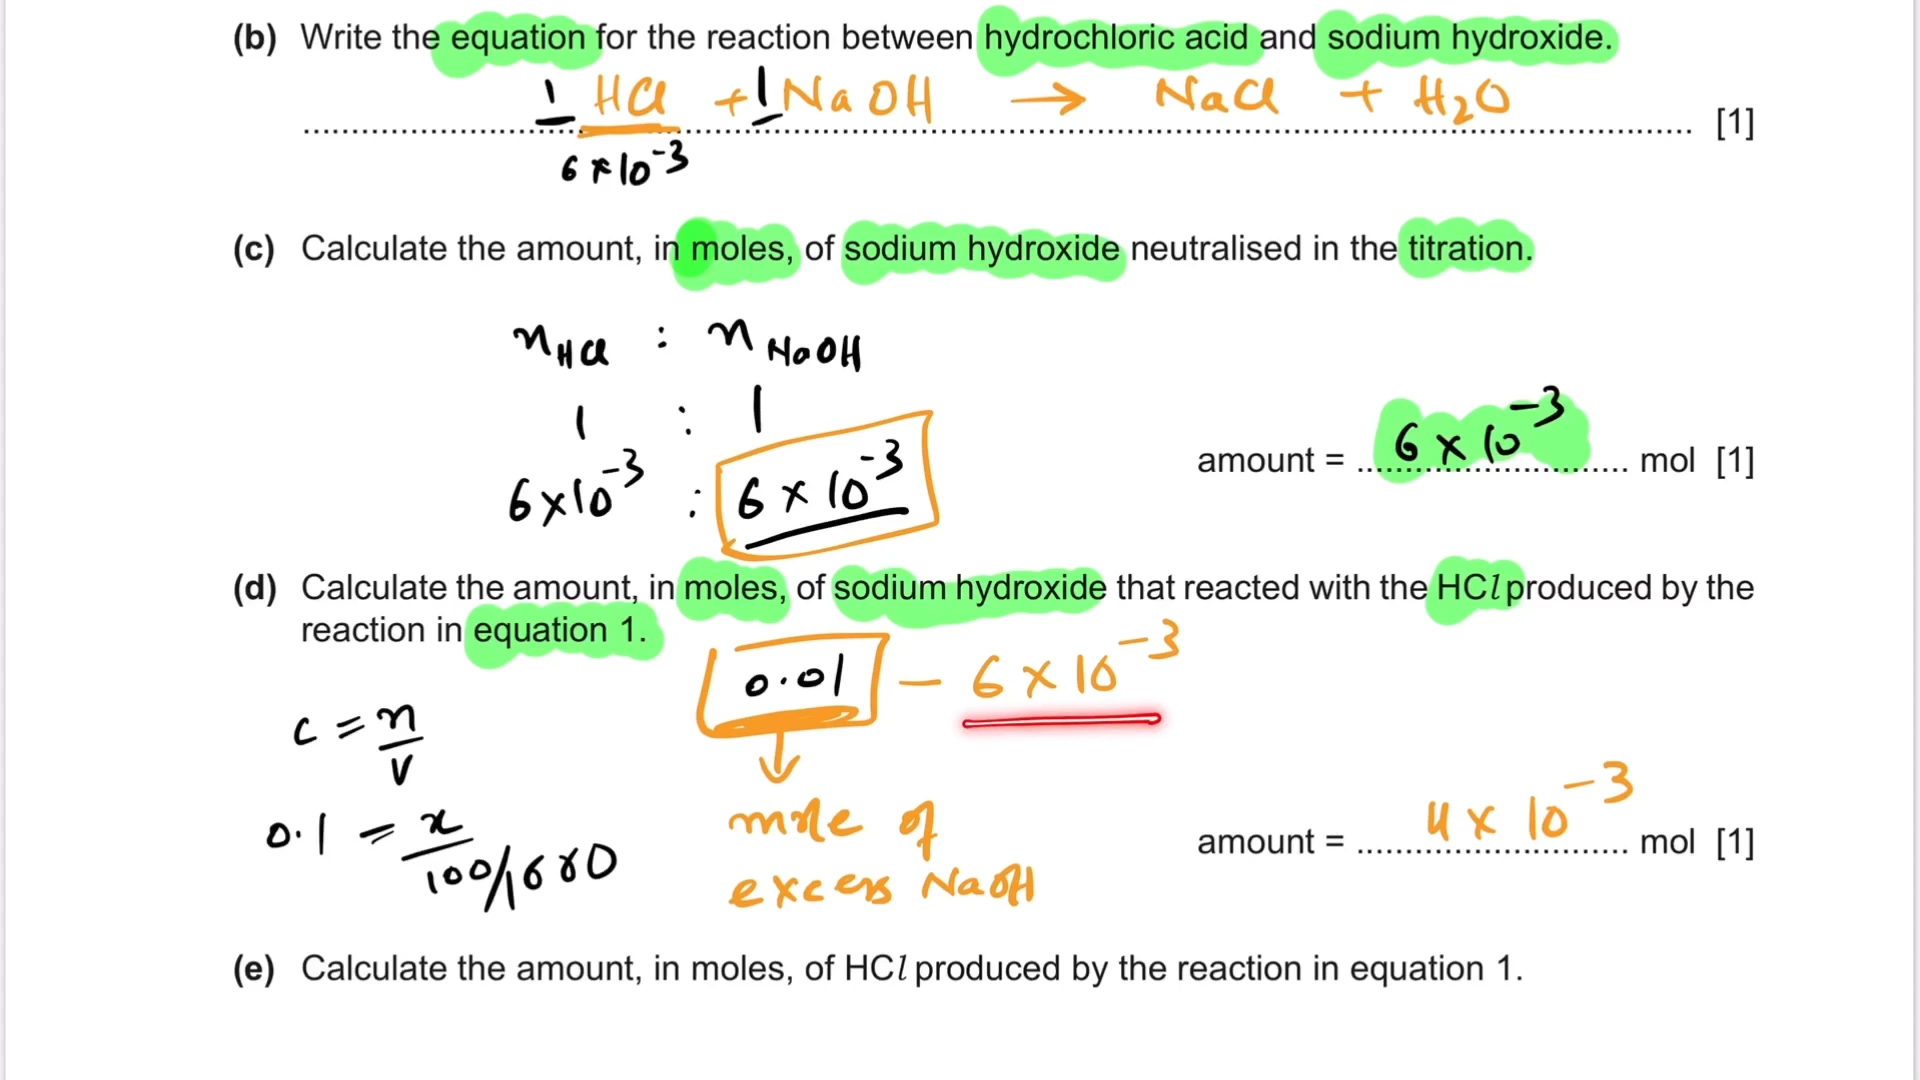 (b) Write the equation for the reaction between hydrochloric acid and sodium hydroxide.
1 HCl + 1 NaOH → NaCl + H₂O
[1]
6 × 10⁻³
(c) Calculate the amount, in moles, of sodium hydroxide neutralised in the titration.
n HCl : n NaOH
1 : 1
6 × 10⁻³ : 6 × 10⁻³
amount = 6 × 10⁻³ mol [1]
(d) Calculate the amount, in moles, of sodium hydroxide that reacted with the HCl produced by the
reaction in equation 1.
0.01 − 6 × 10⁻³
c = n/v
mole of
excess NaOH
0.1 = x / 100/1000
amount = 4 × 10⁻³ mol [1]
(e) Calculate the amount, in moles, of HCl produced by the reaction in equation 1.